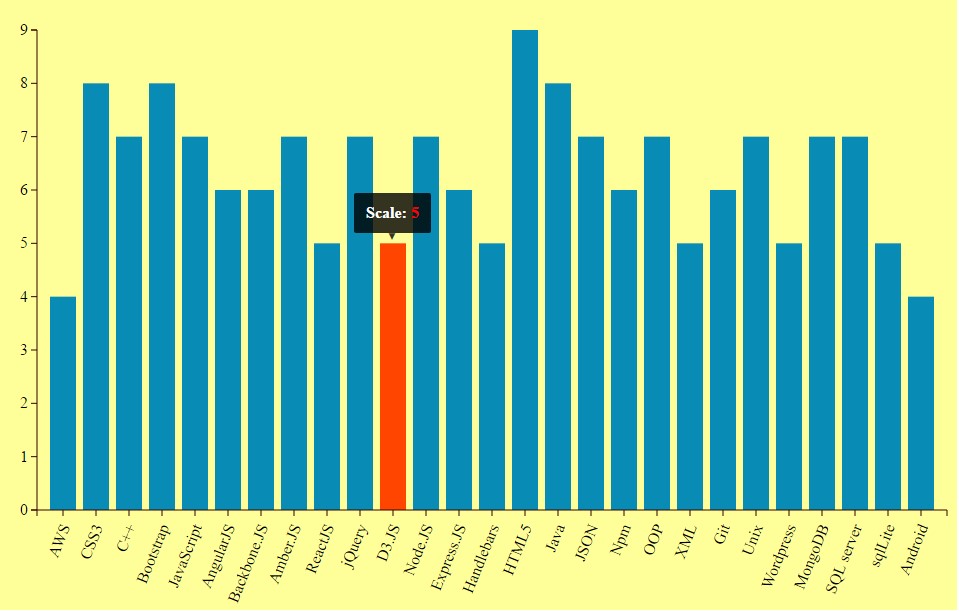 9
8
7
6
5
4
3
2
1
0
Scale: 5
AWS
CSS3
C++
Bootstrap
JavaScript
AngularJS
Backbone.JS
Amber.JS
ReactJS
jQuery
D3.JS
Node.JS
Express.JS
Handlebars
HTML5
Java
JSON
Npm
OOP
XML
Git
Unix
Wordpress
MongoDB
SQL server
sqlLite
Android